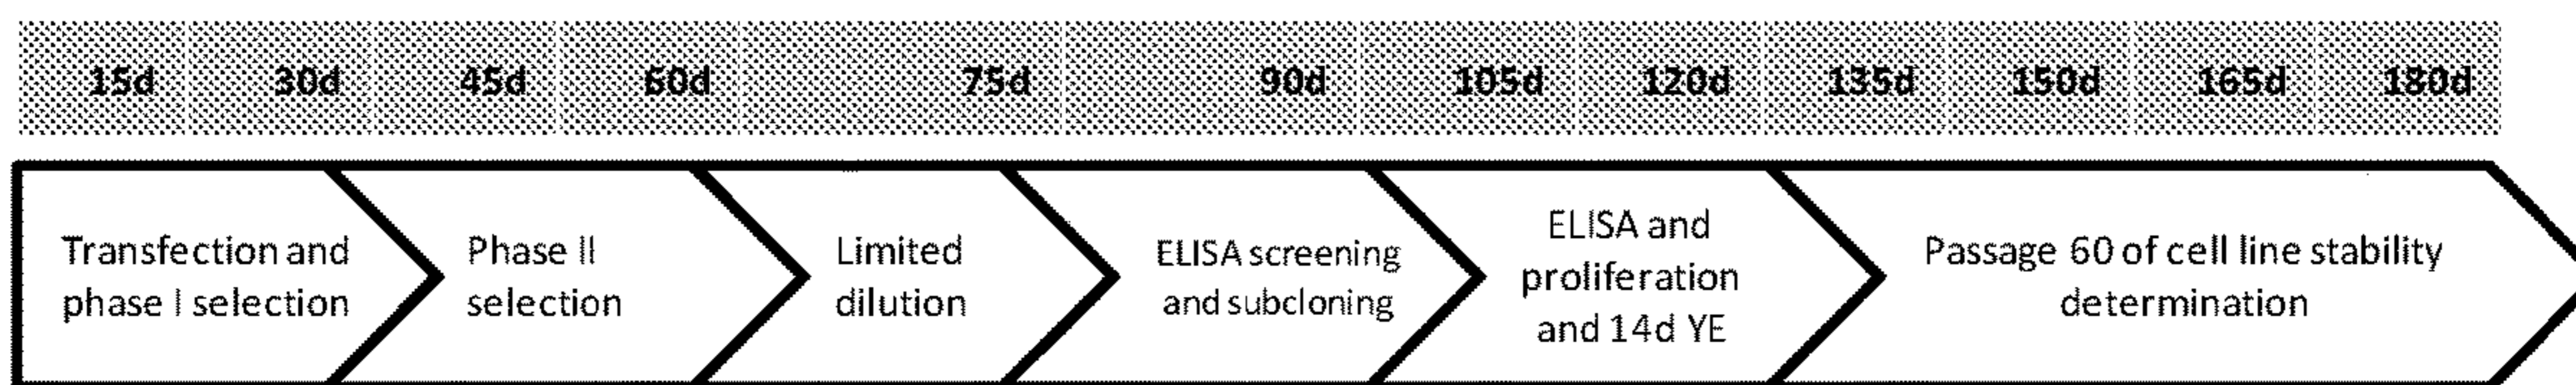 15d 30d 45d 60d 75d 90d 105d 120d 135d 150d 165d 180d
Transfection and
phase I selection
Phase II
selection
Limited
dilution
ELISA screening
and subcloning
ELISA and
proliferation
and 14d YE
Passage 60 of cell line stability
determination